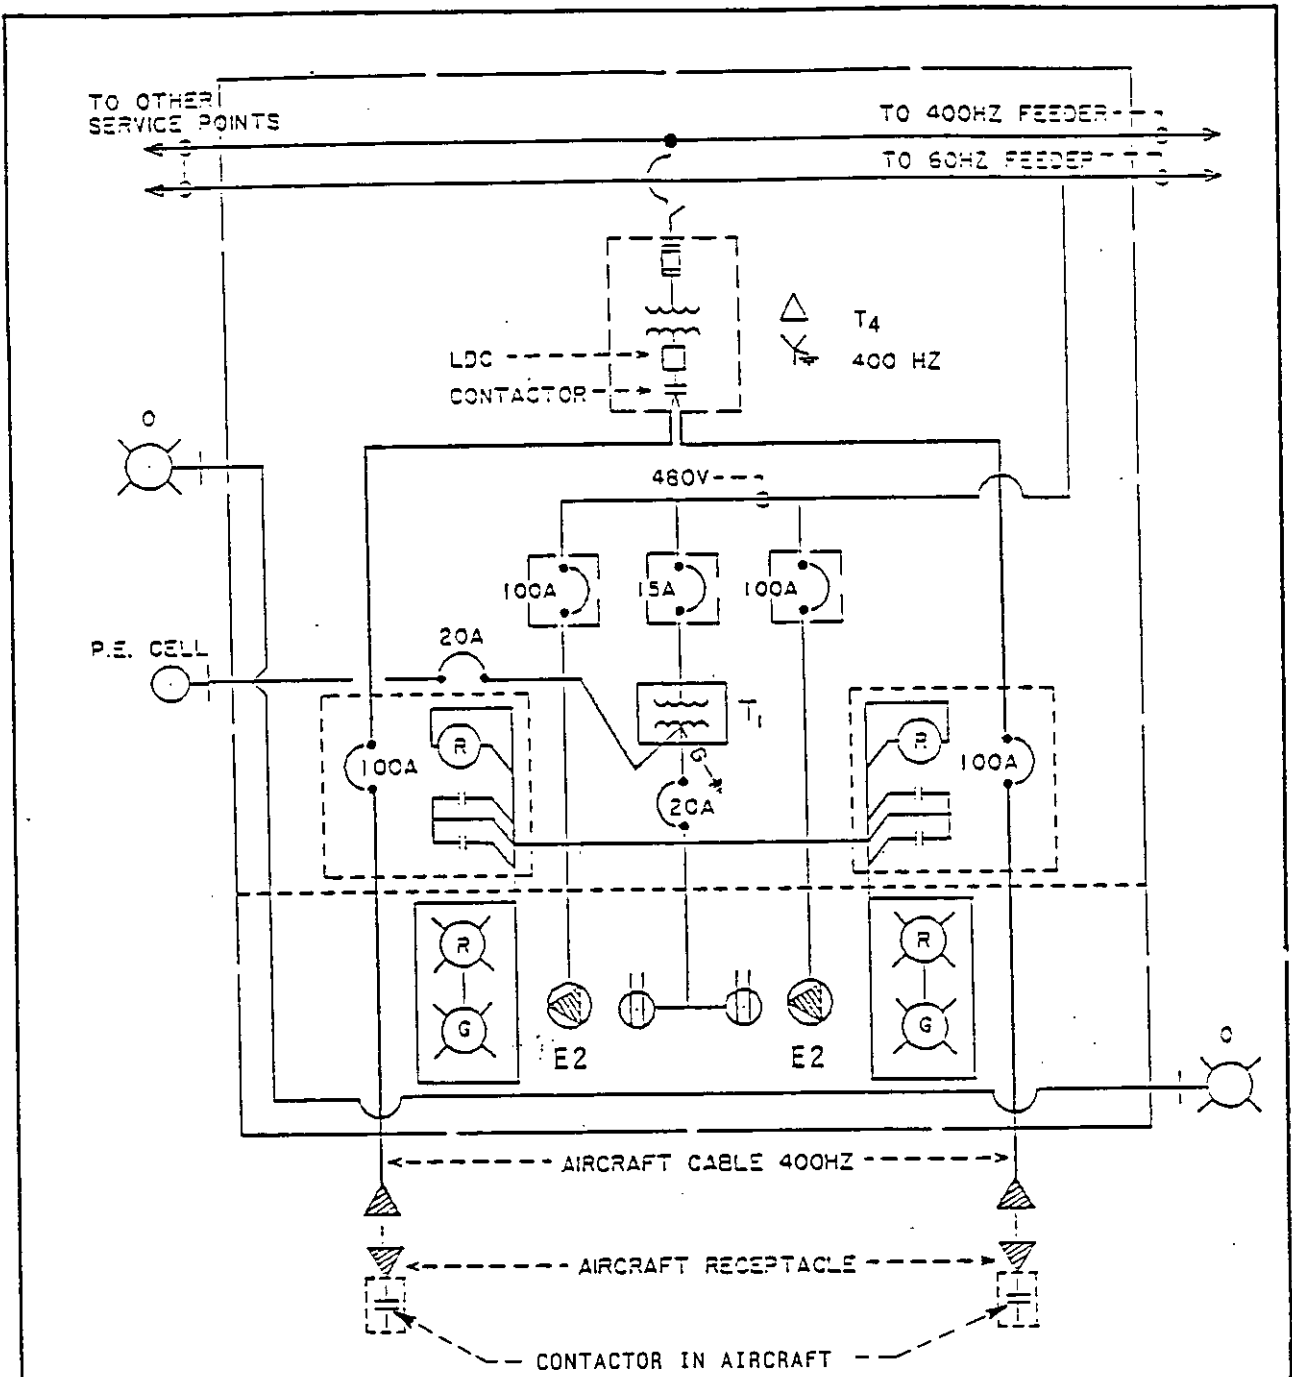 TO OTHER
SERVICE POINTS
TO 400HZ FEEDER
TO 60HZ FEEDER
T4
400 HZ
LDC
CONTACTOR
O
480V
100A
15A
100A
P.E. CELL
20A
T1
R
100A
G
20A
R
100A
R
G
E2
E2
R
G
O
AIRCRAFT CABLE 400HZ
AIRCRAFT RECEPTACLE
CONTACTOR IN AIRCRAFT